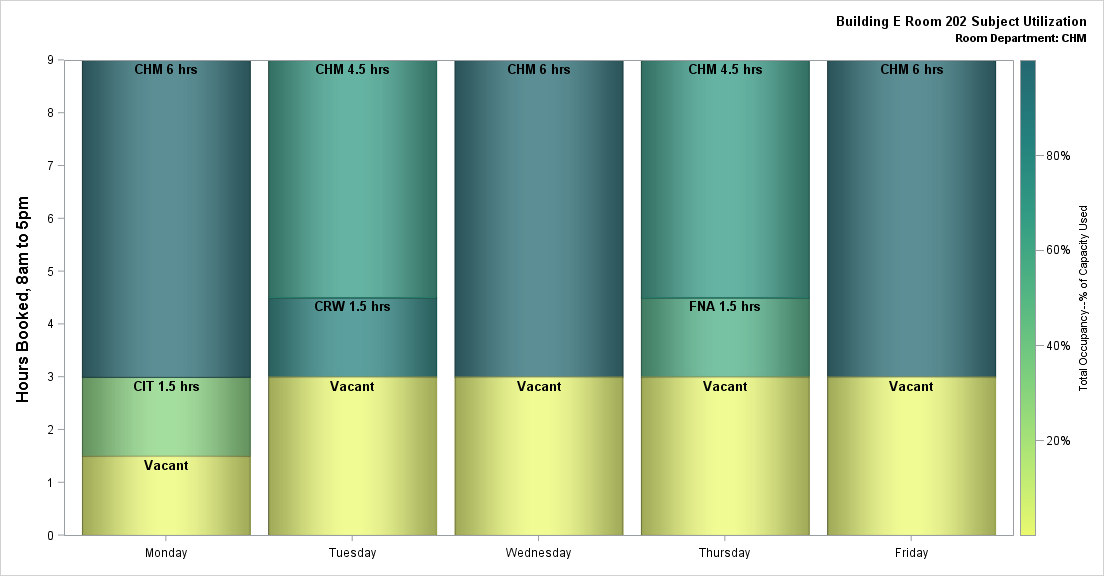 Building E Room 202 Subject Utilization
Room Department: CHM
Hours Booked, 8am to 5pm
9
8
7
6
5
4
3
2
1
0
CHM 6 hrs
CIT 1.5 hrs
Vacant
CHM 4.5 hrs
CRW 1.5 hrs
Vacant
CHM 6 hrs
Vacant
CHM 4.5 hrs
FNA 1.5 hrs
Vacant
CHM 6 hrs
Vacant
Monday
Tuesday
Wednesday
Thursday
Friday
80%
60%
40%
20%
Total Occupancy--% of Capacity Used